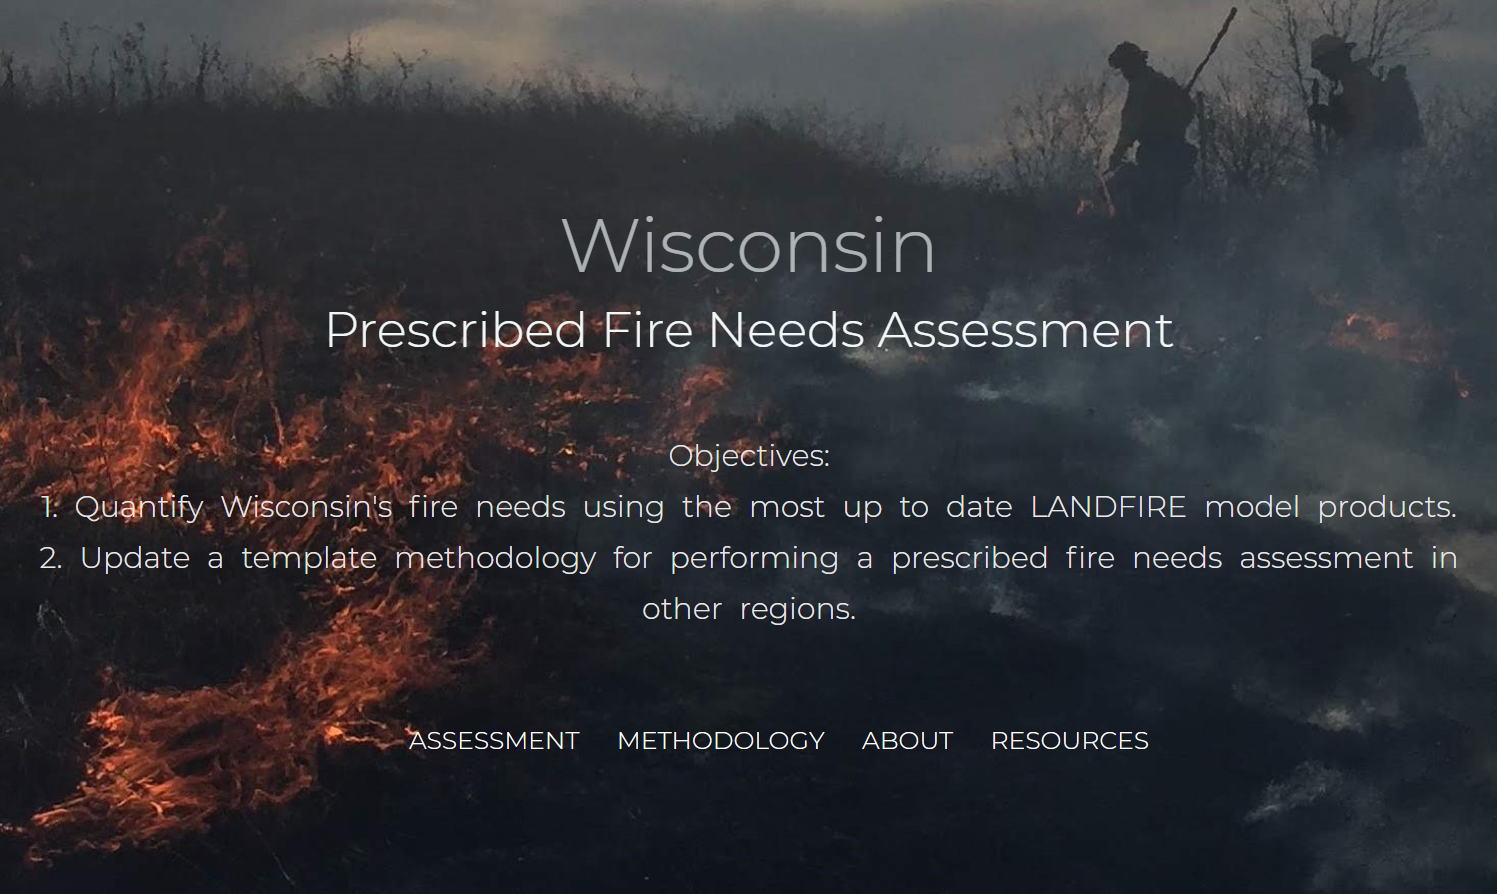 Wisconsin
Prescribed Fire Needs Assessment
Objectives:
1. Quantify Wisconsin's fire needs using the most up to date LANDFIRE model products.
2. Update a template methodology for performing a prescribed fire needs assessment in
other regions.
ASSESSMENT METHODOLOGY ABOUT RESOURCES